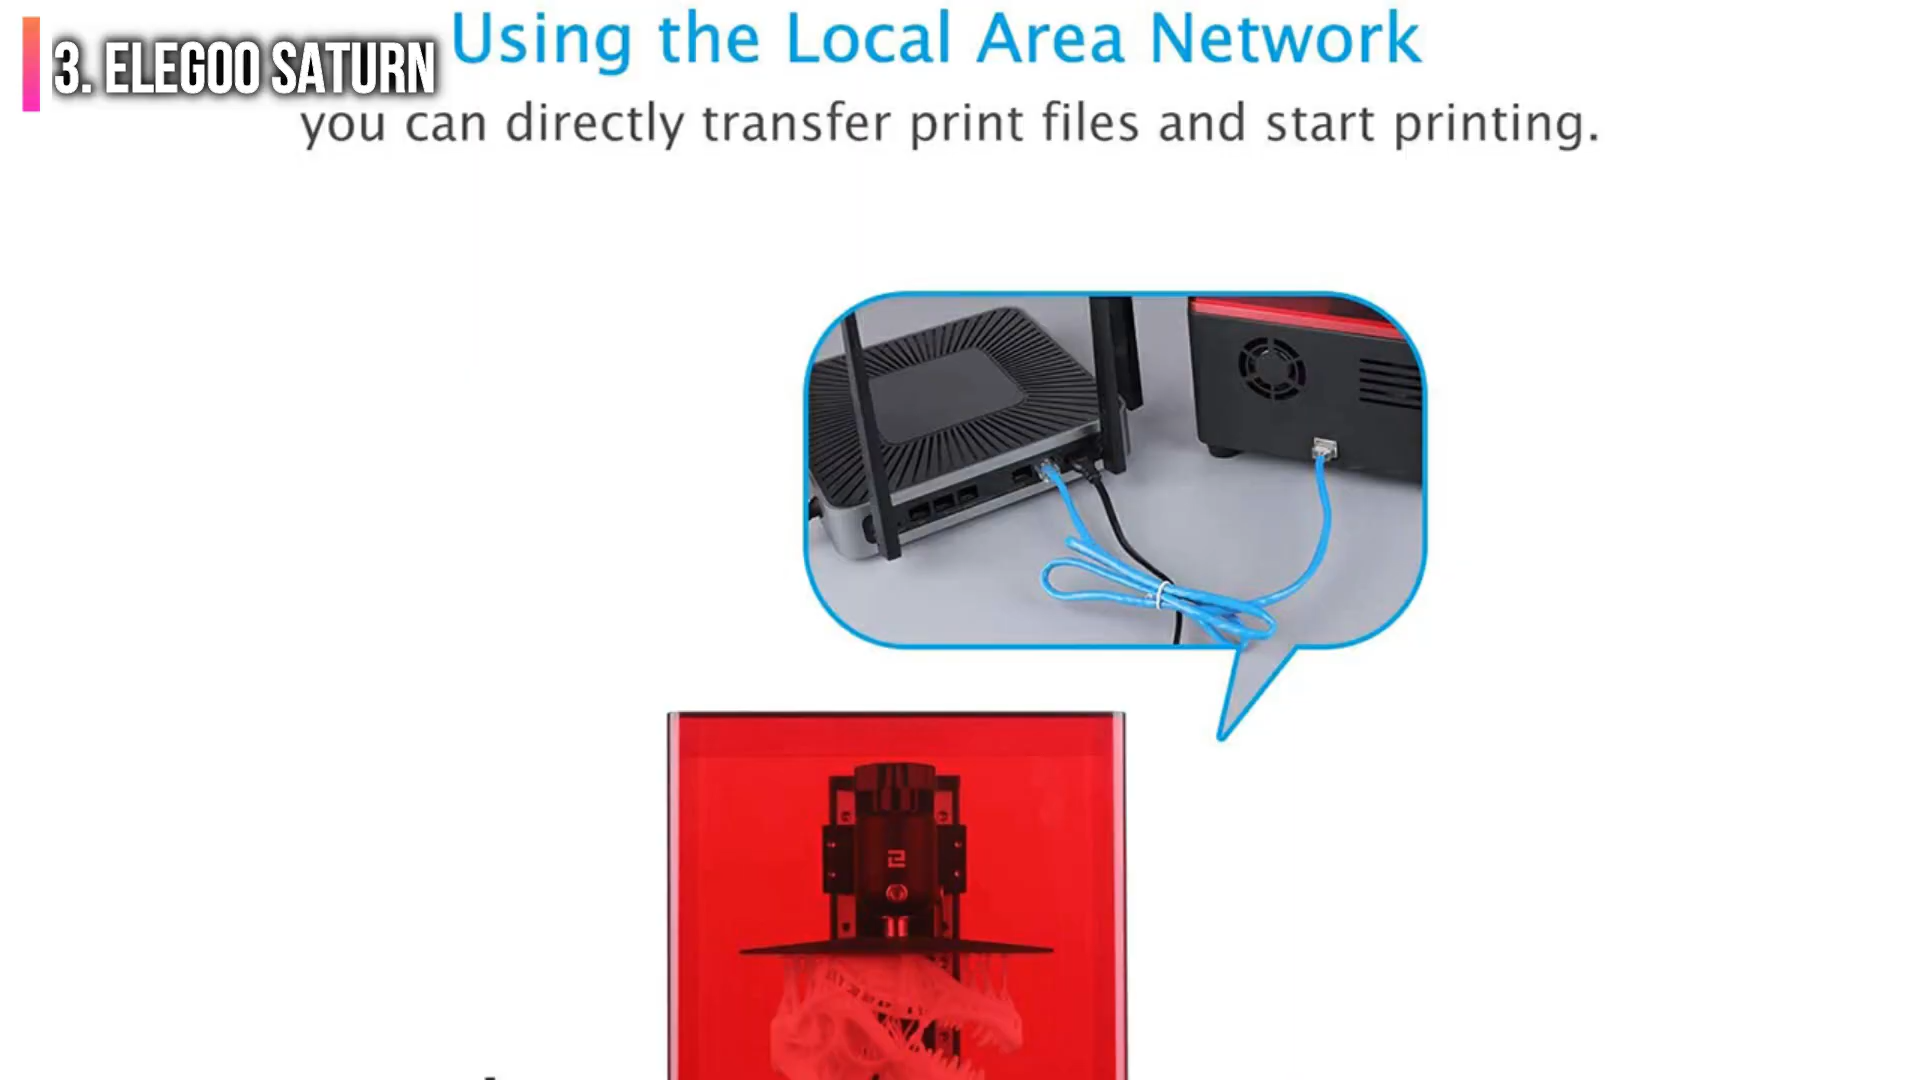 3. ELEGOO SATURN
Using the Local Area Network
you can directly transfer print files and start printing.